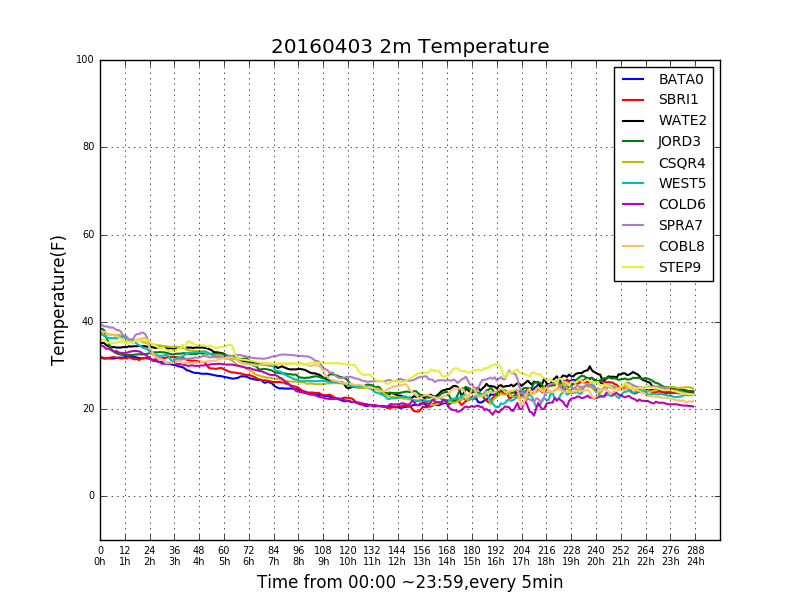 20160403 2m Temperature
100
80
60
40
20
0
Temperature(F)
BATA0
SBRI1
WATE2
JORD3
CSQR4
WEST5
COLD6
SPRA7
COBL8
STEP9
0 12 24 36 48 60 72 84 96 108 120 132 144 156 168 180 192 204 216 228 240 252 264 276 288
0h 1h 2h 3h 4h 5h 6h 7h 8h 9h 10h 11h 12h 13h 14h 15h 16h 17h 18h 19h 20h 21h 22h 23h 24h
Time from 00:00 ~23:59,every 5min